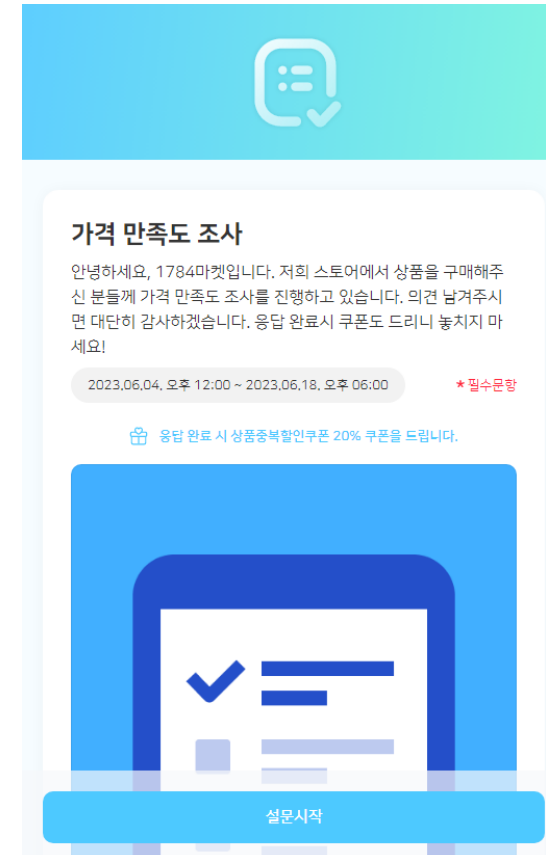 가격 만족도 조사
안녕하세요, 1784마켓입니다. 저희 스토어에서 상품을 구매해주
신 분들께 가격 만족도 조사를 진행하고 있습니다. 의견 남겨주시
면 대단히 감사하겠습니다. 응답 완료시 쿠폰도 드리니 놓치지 마
세요!
2023.06.04. 오후 12:00 ~ 2023.06.18. 오후 06:00
★필수문항
응답 완료 시 상품중복할인쿠폰 20% 쿠폰을 드립니다.
설문시작